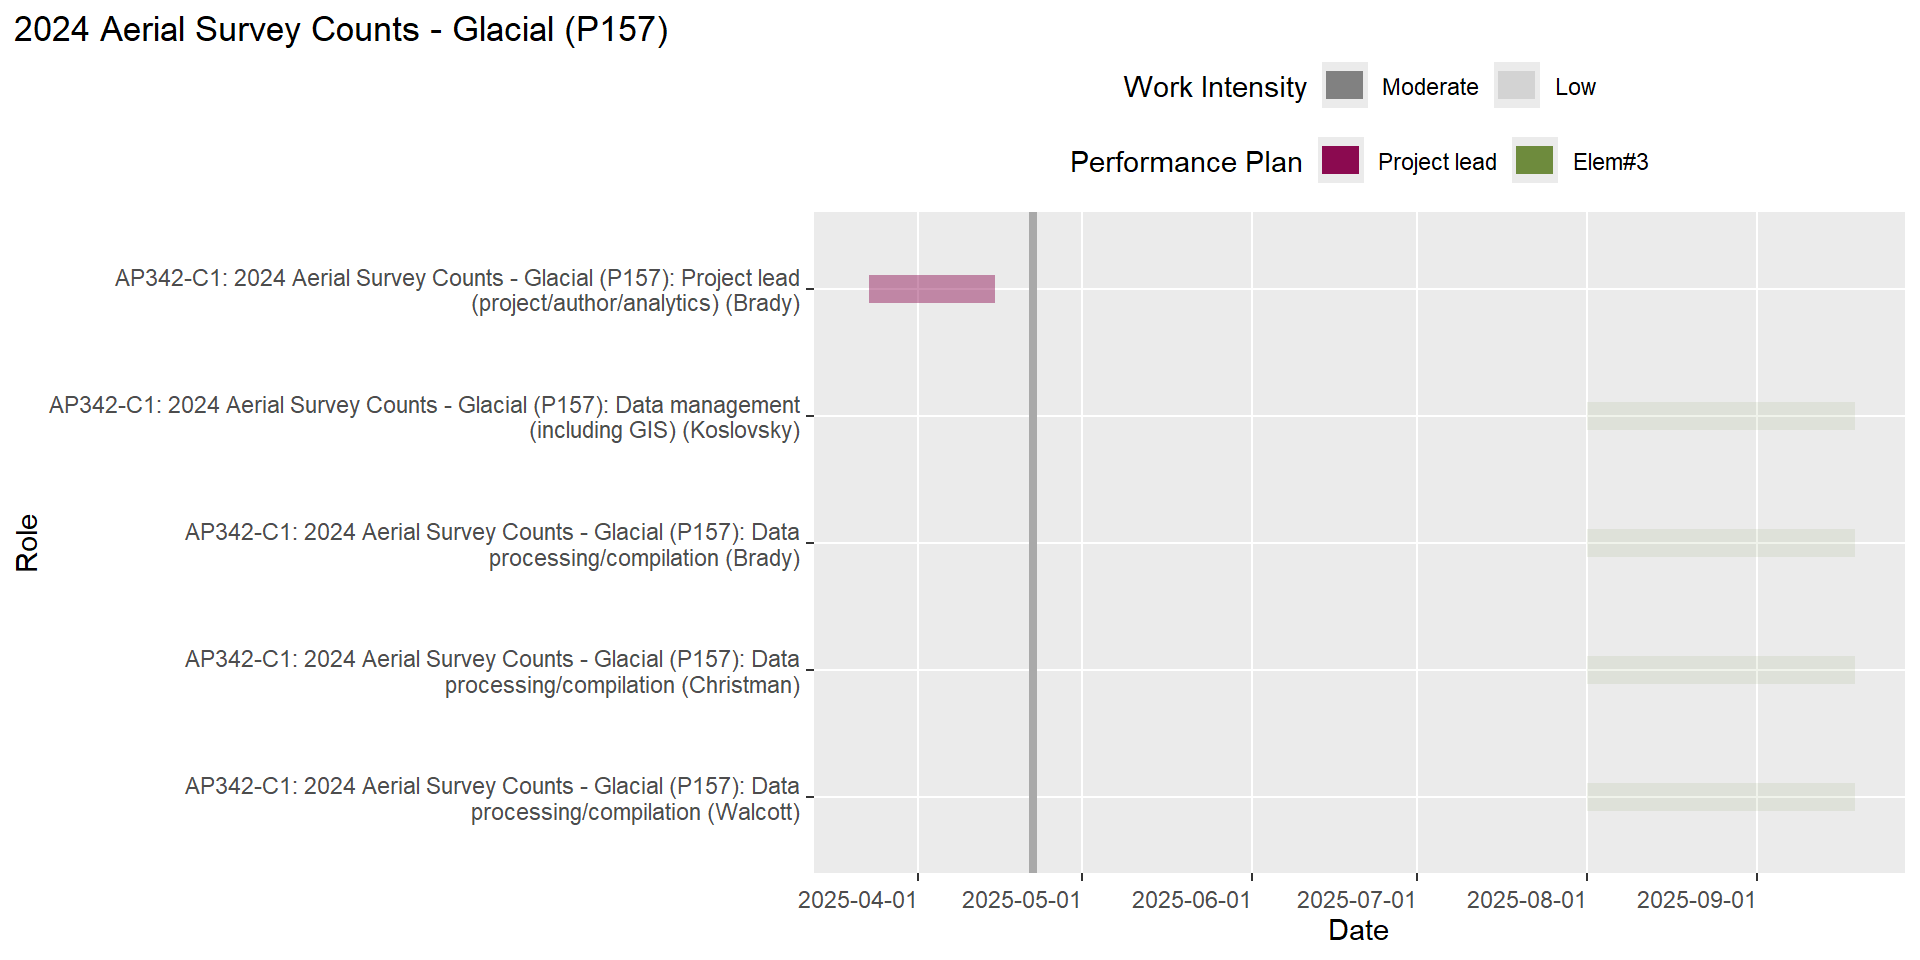 2024 Aerial Survey Counts - Glacial (P157)
Work Intensity Moderate Low
Performance Plan Project lead Elem#3
AP342-C1: 2024 Aerial Survey Counts - Glacial (P157): Project lead
(project/author/analytics) (Brady)
AP342-C1: 2024 Aerial Survey Counts - Glacial (P157): Data management
(including GIS) (Koslovsky)
AP342-C1: 2024 Aerial Survey Counts - Glacial (P157): Data
processing/compilation (Brady)
AP342-C1: 2024 Aerial Survey Counts - Glacial (P157): Data
processing/compilation (Christman)
AP342-C1: 2024 Aerial Survey Counts - Glacial (P157): Data
processing/compilation (Walcott)
Role
2025-04-01 2025-05-01 2025-06-01 2025-07-01 2025-08-01 2025-09-01
Date